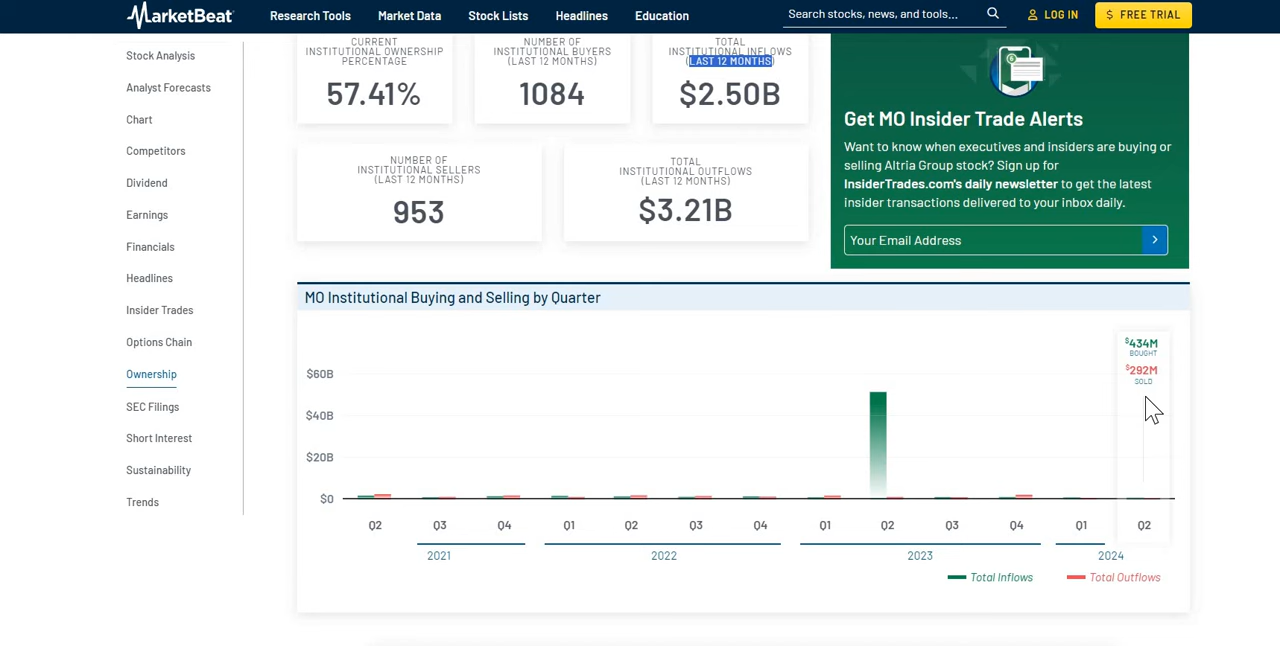 MarketBeat
Research Tools
Market Data
Stock Lists
Headlines
Education
Search stocks, news, and tools...
LOG IN
$ FREE TRIAL
Stock Analysis
Analyst Forecasts
Chart
Competitors
Dividend
Earnings
Financials
Headlines
Insider Trades
Options Chain
Ownership
SEC Filings
Short Interest
Sustainability
Trends
CURRENT
INSTITUTIONAL OWNERSHIP
PERCENTAGE
57.41%
NUMBER OF
INSTITUTIONAL BUYERS
(LAST 12 MONTHS)
1084
TOTAL
INSTITUTIONAL INFLOWS
(LAST 12 MONTHS)
$2.50B
NUMBER OF
INSTITUTIONAL SELLERS
(LAST 12 MONTHS)
953
TOTAL
INSTITUTIONAL OUTFLOWS
(LAST 12 MONTHS)
$3.21B
Get MO Insider Trade Alerts
Want to know when executives and insiders are buying or
selling Altria Group stock? Sign up for
InsiderTrades.com's daily newsletter to get the latest
insider transactions delivered to your inbox daily.
Your Email Address
MO Institutional Buying and Selling by Quarter
$434M
BOUGHT
$292M
SOLD
$60B
$40B
$20B
$0
Q2 Q3 Q4 Q1 Q2 Q3 Q4 Q1 Q2 Q3 Q4 Q1 Q2
2021 2022 2023 2024
Total Inflows Total Outflows